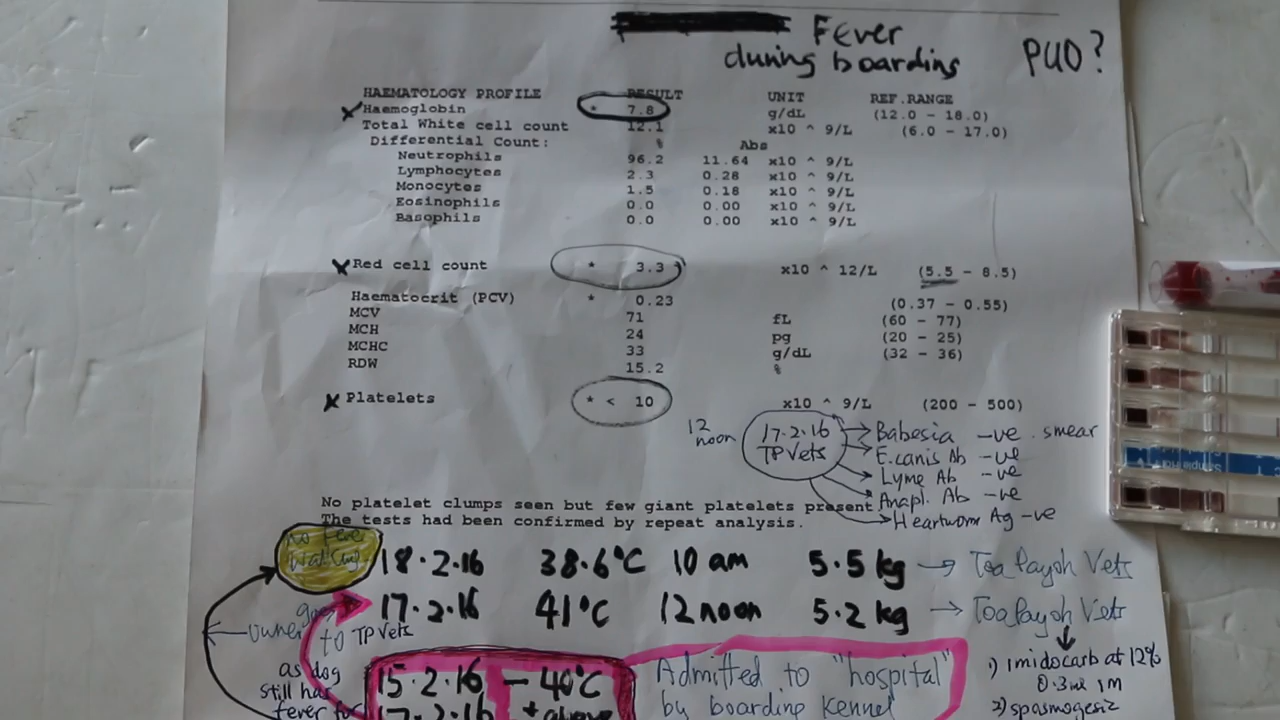 Fever
during boarding PUO?
HAEMATOLOGY PROFILE RESULT UNIT REF.RANGE
Haemoglobin * 7.8 g/dL (12.0 - 18.0)
Total White cell count 12.1 x10 ^ 9/L (6.0 - 17.0)
Differential Count: % Abs
Neutrophils 96.2 11.64 x10 ^ 9/L
Lymphocytes 2.3 0.28 x10 ^ 9/L
Monocytes 1.5 0.18 x10 ^ 9/L
Eosinophils 0.0 0.00 x10 ^ 9/L
Basophils 0.0 0.00 x10 ^ 9/L
Red cell count * 3.3 x10 ^ 12/L (5.5 - 8.5)
Haematocrit (PCV) * 0.23 (0.37 - 0.55)
MCV 71 fL (60 - 77)
MCH 24 pg (20 - 25)
MCHC 33 g/dL (32 - 36)
RDW 15.2 %
Platelets * < 10 x10 ^ 9/L (200 - 500)
12 noon 17.2.16 TP Vets
Babesia -ve smear
E.canis Ab -ve
Lyme Ab -ve
Anapl. Ab -ve
Heartworm Ag -ve
No platelet clumps seen but few giant platelets present
The tests had been confirmed by repeat analysis.
No Fever
18.2.16 38.6°C 10 am 5.5 kg → Toa Payoh Vets
17.2.16 41°C 12 noon 5.2 kg → Toa Payoh Vets
owner goes to TP Vets
as dog
still has
fever for
15.2.16 - 40°C
17.2.16 + above
Admitted to "hospital"
by boarding kennel
1) imidocarb at 12%
0.3ml IM
2) spasmogesic